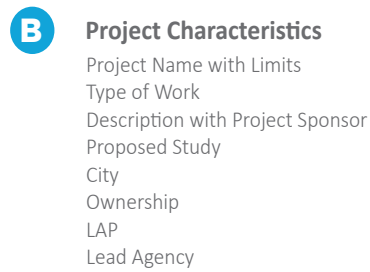 B Project Characteristics
Project Name with Limits
Type of Work
Description with Project Sponsor
Proposed Study
City
Ownership
LAP
Lead Agency